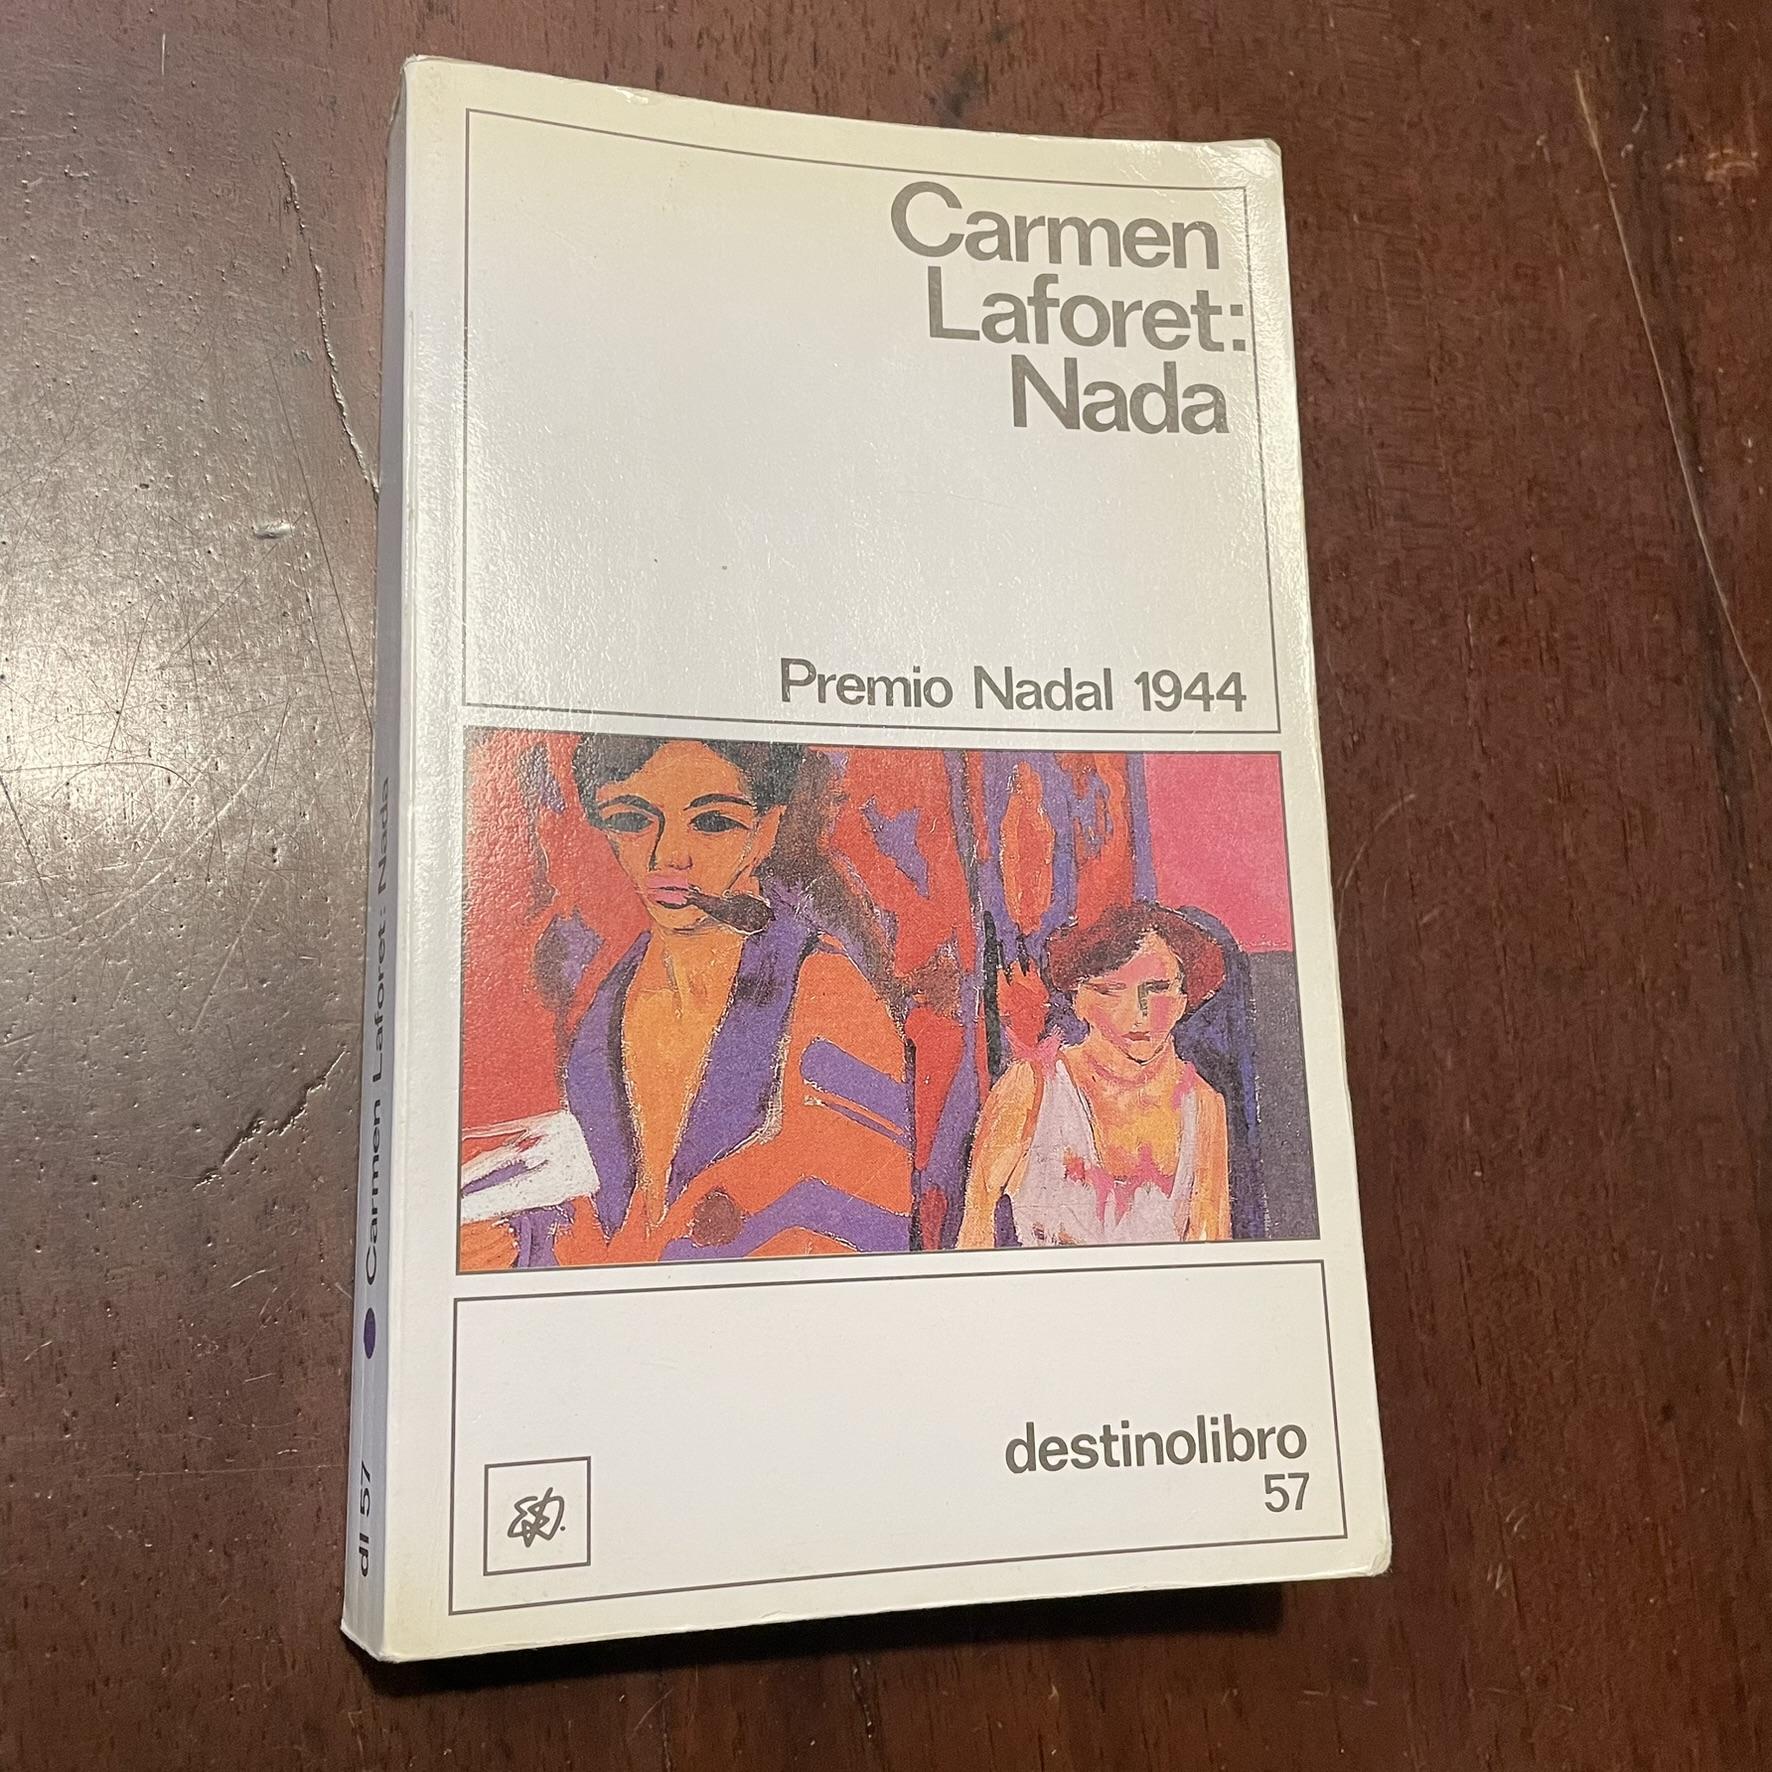 Carmen
Laforet:
Nada
Premio Nadal 1944
destinolibro
57
Carmen Laforet: Nada
dl 57